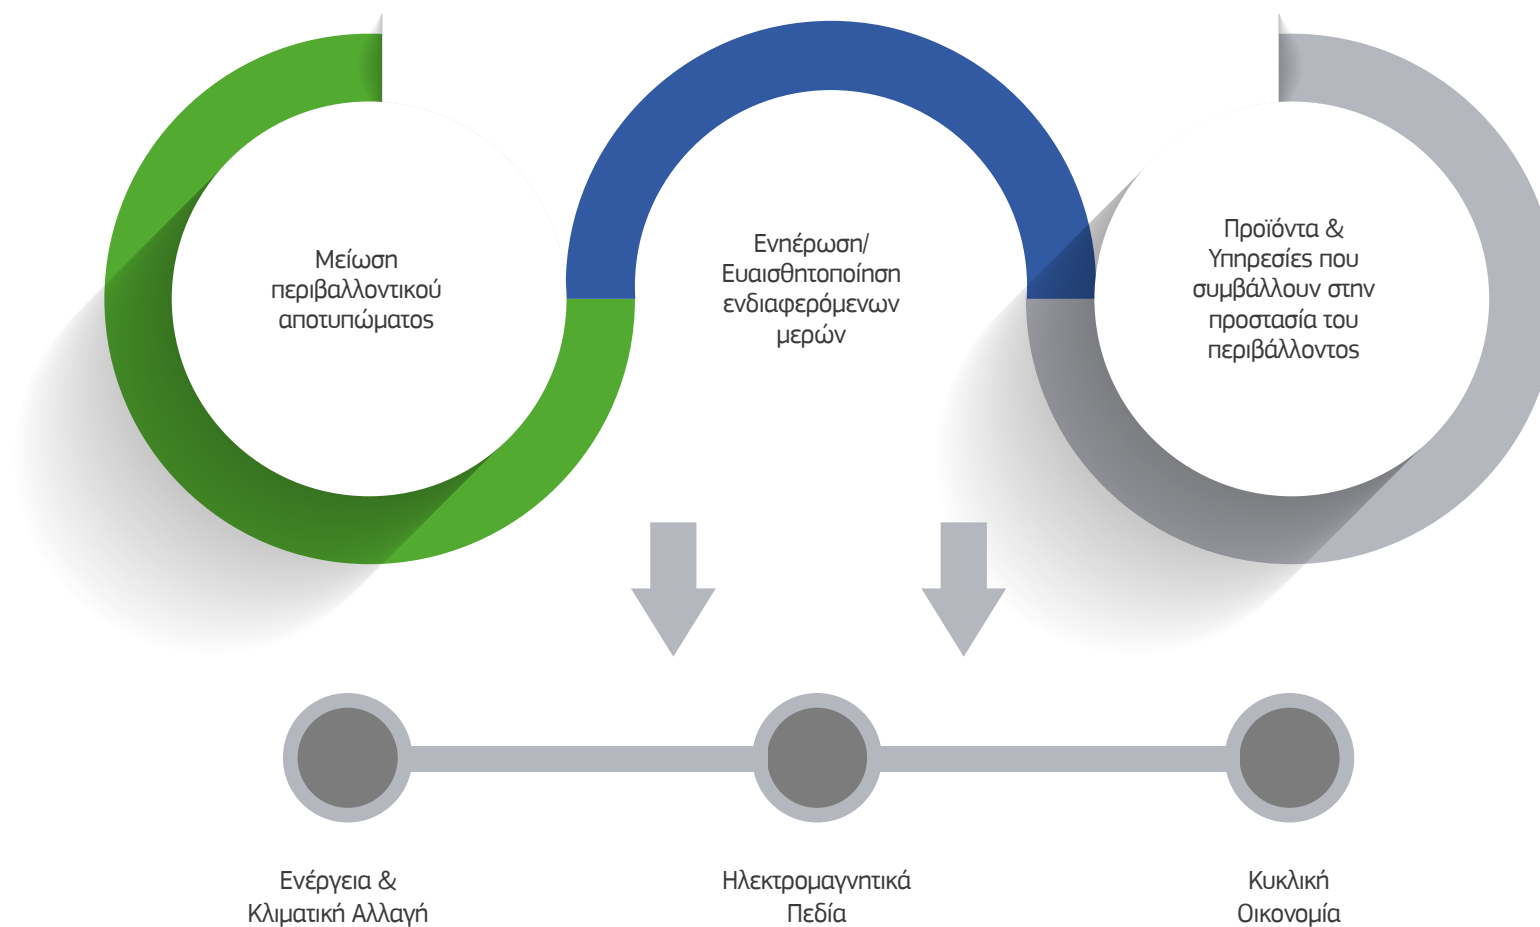 Μείωση
περιβαλλοντικού
αποτυπώματος
Ενηέρωση/
Ευαισθητοποίηση
ενδιαφερόμενων
μερών
Προϊόντα &
Υπηρεσίες που
συμβάλλουν στην
προστασία του
περιβάλλοντος
Ενέργεια &
Κλιματική Αλλαγή
Ηλεκτρομαγνητικά
Πεδία
Κυκλική
Οικονομία